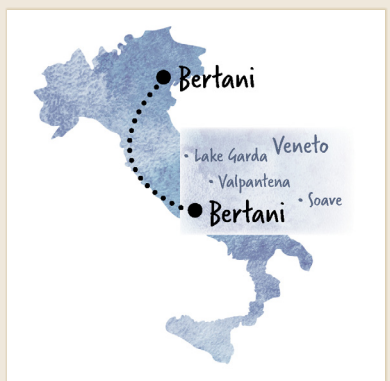 Bertani
Veneto
• Lake Garda
• Valpantena
• Soave
Bertani